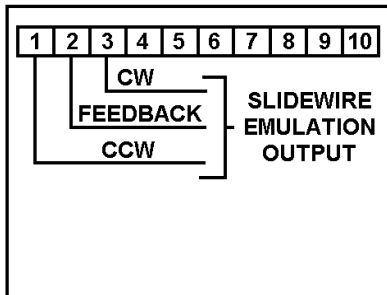 1 2 3 4 5 6 7 8 9 10
CW
FEEDBACK
CCW
SLIDEWIRE
EMULATION
OUTPUT